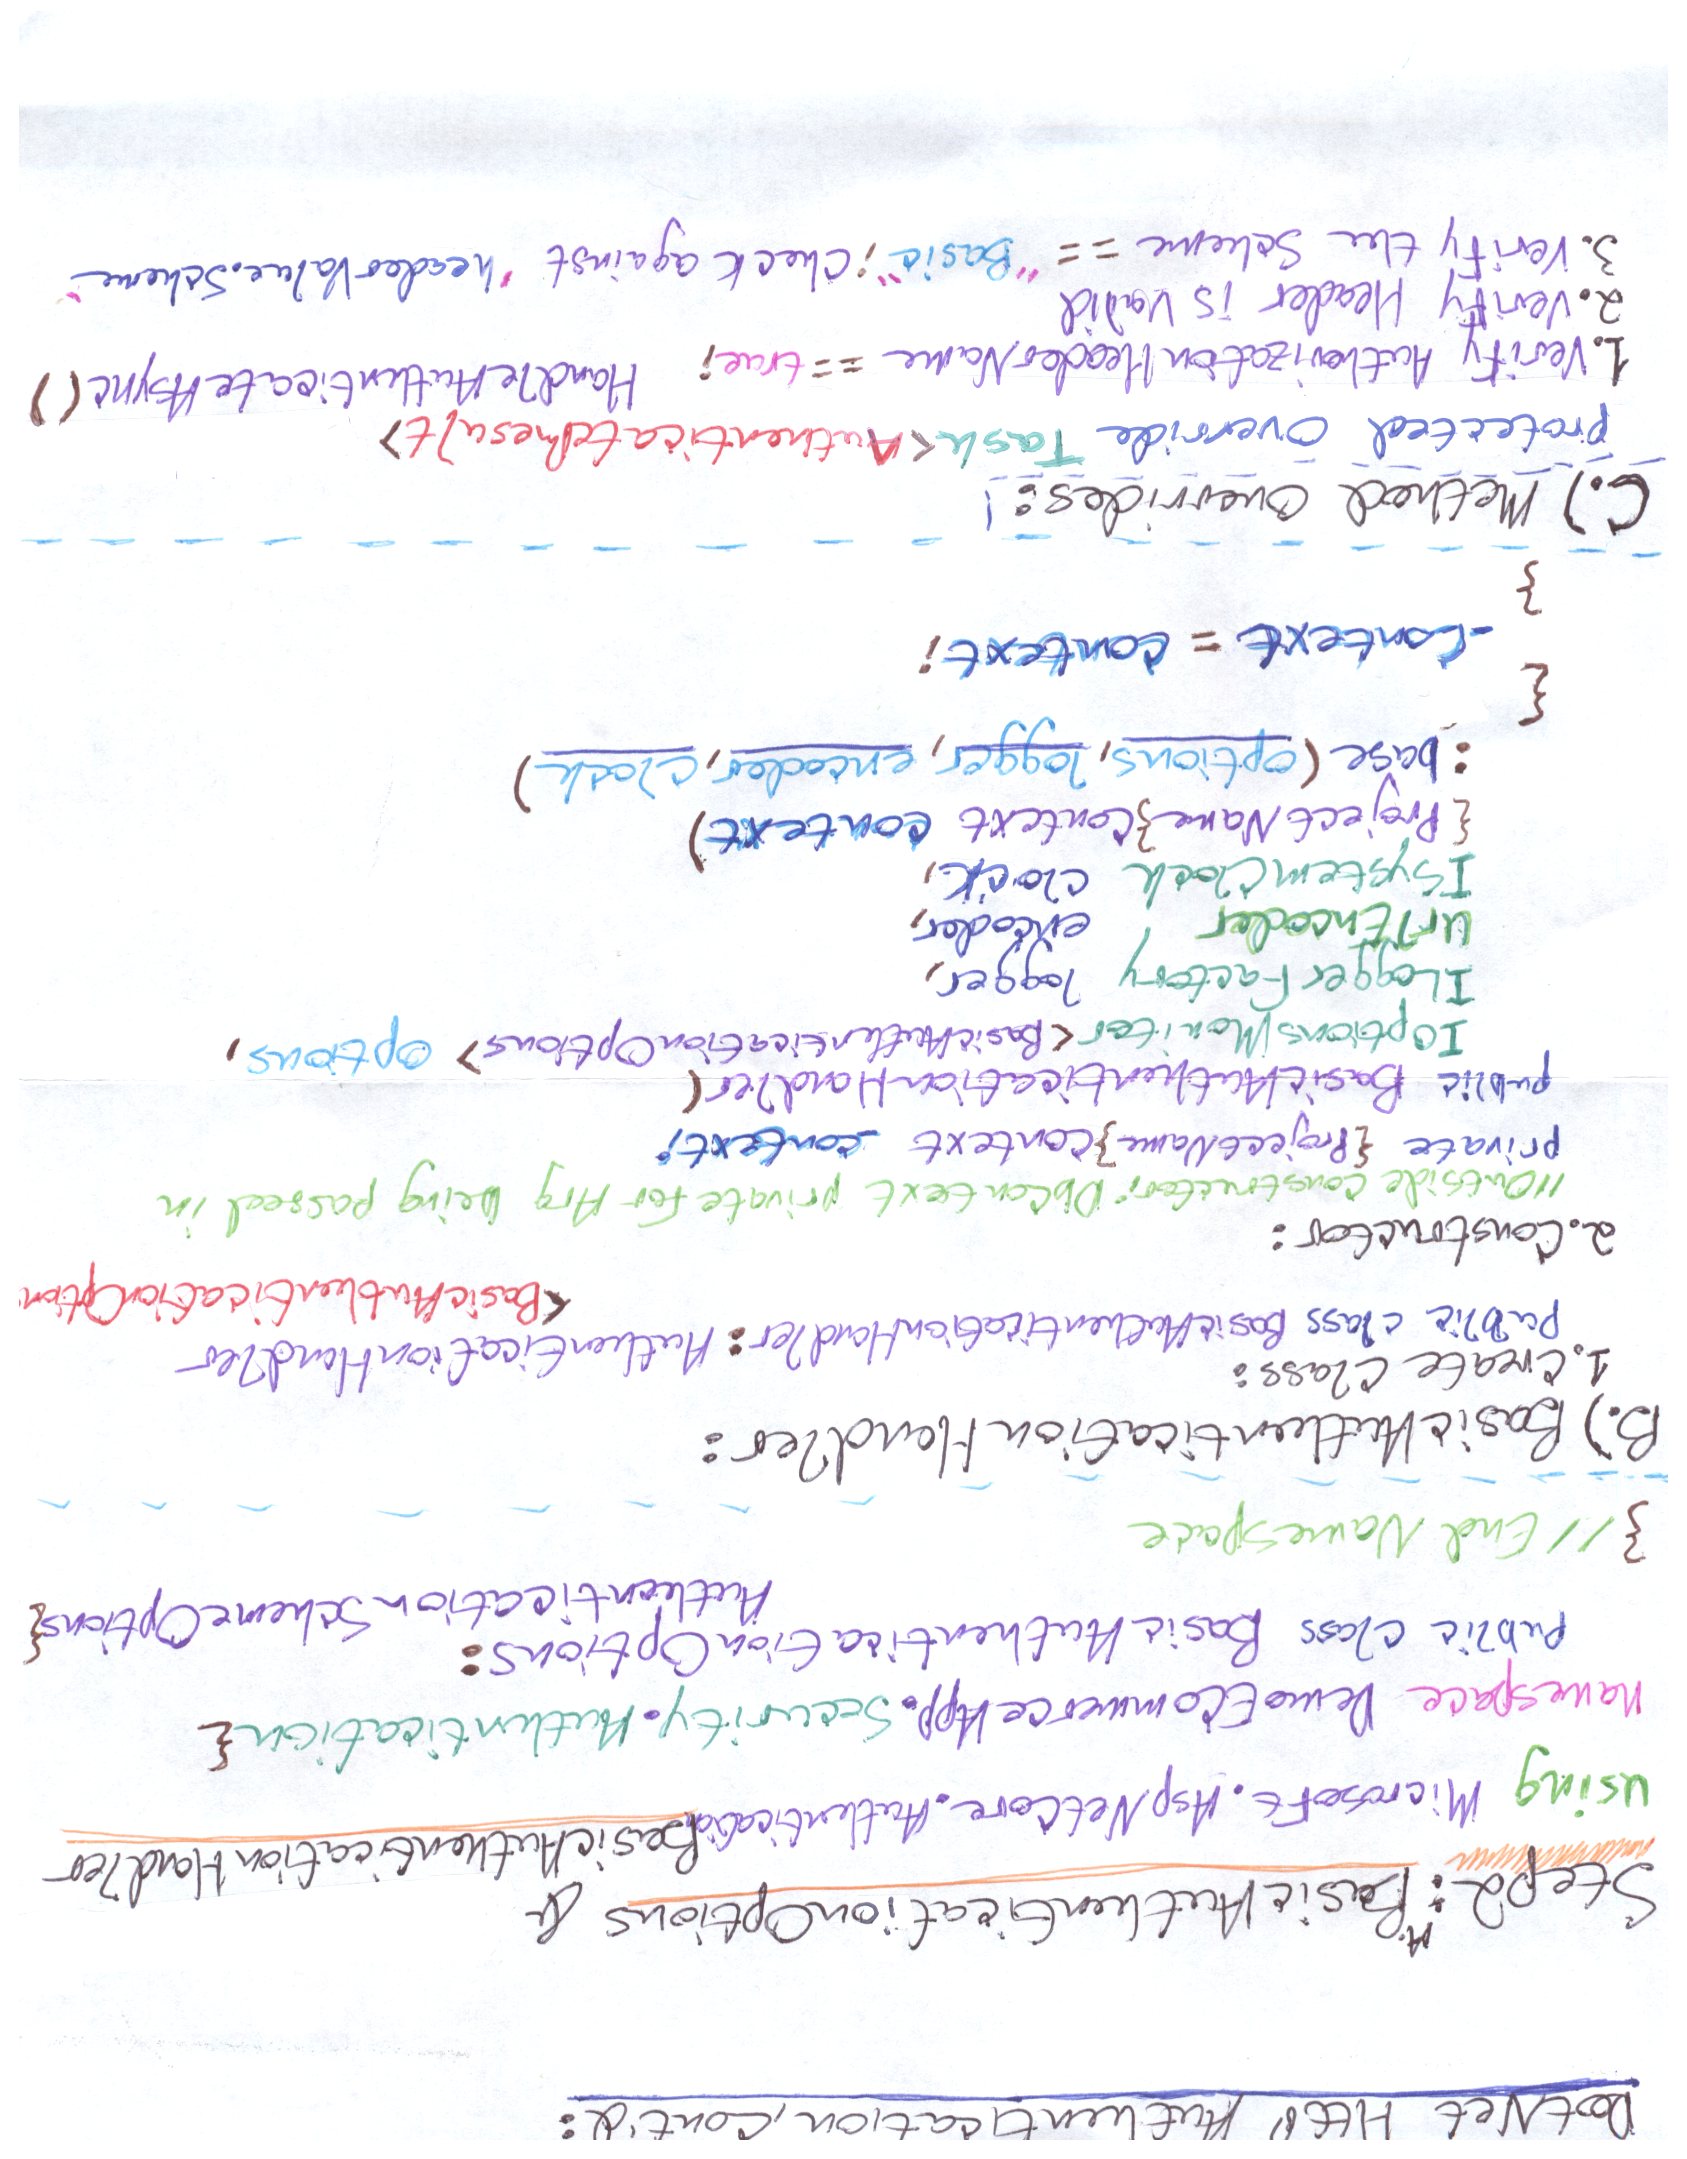 DotNet Http Authentication, Cont'd:
Step2: A. BasicAuthenticationOptions &
BasicAuthenticationHandler
using Microsoft.AspNetCore.Authentication
namespace DemoECommerceApp.Security.Authentication{
public class BasicAuthenticationOptions:
AuthenticationSchemeOptions{
} // End Namespace
B.) BasicAuthenticationHandler:
1. Create Class:
public class BasicAuthenticationHandler: AuthenticationHandler
<BasicAuthenticationOption
2. Constructor:
//Outside constructor; DbContext private for Arg being passed in
private {ProjectName}Context _context;
public BasicAuthenticationHandler(
IOptionsMonitor<BasicAuthenticationOptions> options,
ILoggerFactory logger,
UrlEncoder encoder,
ISystemClock clock,
{ProjectName}Context context)
:base(options, logger, encoder, clock)
{
_context = context;
}
C.) Method Overrides:!
protected override Task<AuthenticateResult>
HandleAuthenticateAsync()
1. Verify AuthorizationHeaderName == true;
2. Verify Header is Valid
3. Verify the Scheme == "Basic"; Check against 'headerValue.Scheme"